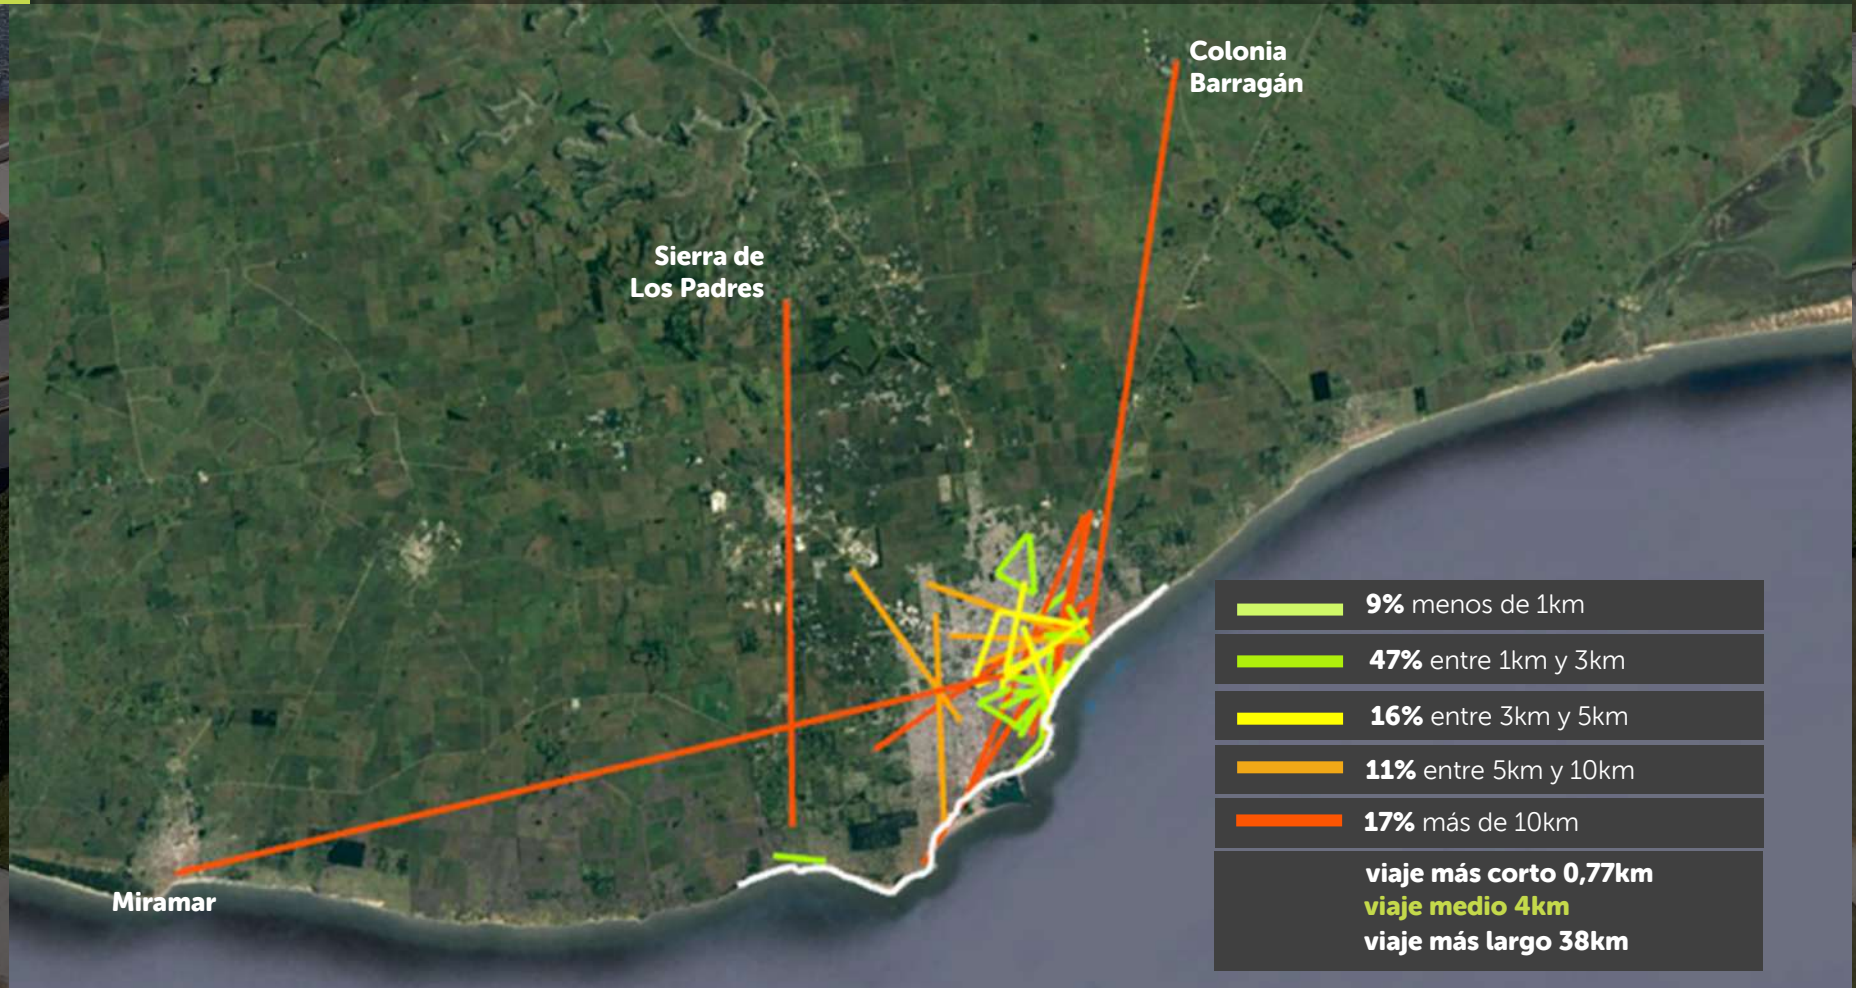 Colonia
Barragán
Sierra de
Los Padres
Miramar
9% menos de 1km
47% entre 1km y 3km
16% entre 3km y 5km
11% entre 5km y 10km
17% más de 10km
viaje más corto 0,77km
viaje medio 4km
viaje más largo 38km